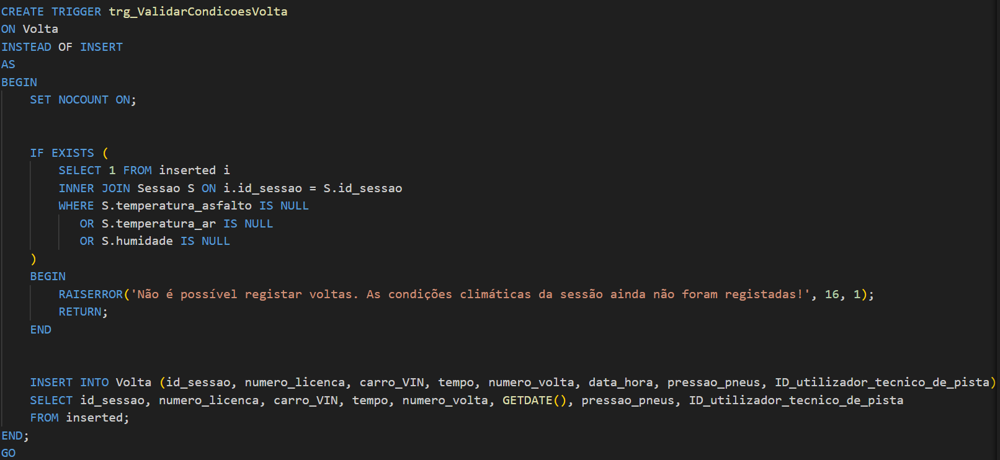 CREATE TRIGGER trg_ValidarCondicoesVolta
ON Volta
INSTEAD OF INSERT
AS
BEGIN
    SET NOCOUNT ON;
    IF EXISTS (
        SELECT 1 FROM inserted i
        INNER JOIN Sessao S ON i.id_sessao = S.id_sessao
        WHERE S.temperatura_asfalto IS NULL
           OR S.temperatura_ar IS NULL
           OR S.humidade IS NULL
    )
    BEGIN
        RAISERROR('Não é possível registar voltas. As condições climáticas da sessão ainda não foram registadas!', 16, 1);
        RETURN;
    END
    INSERT INTO Volta (id_sessao, numero_licenca, carro_VIN, tempo, numero_volta, data_hora, pressao_pneus, ID_utilizador_tecnico_de_pista)
    SELECT id_sessao, numero_licenca, carro_VIN, tempo, numero_volta, GETDATE(), pressao_pneus, ID_utilizador_tecnico_de_pista
    FROM inserted;
END;
GO